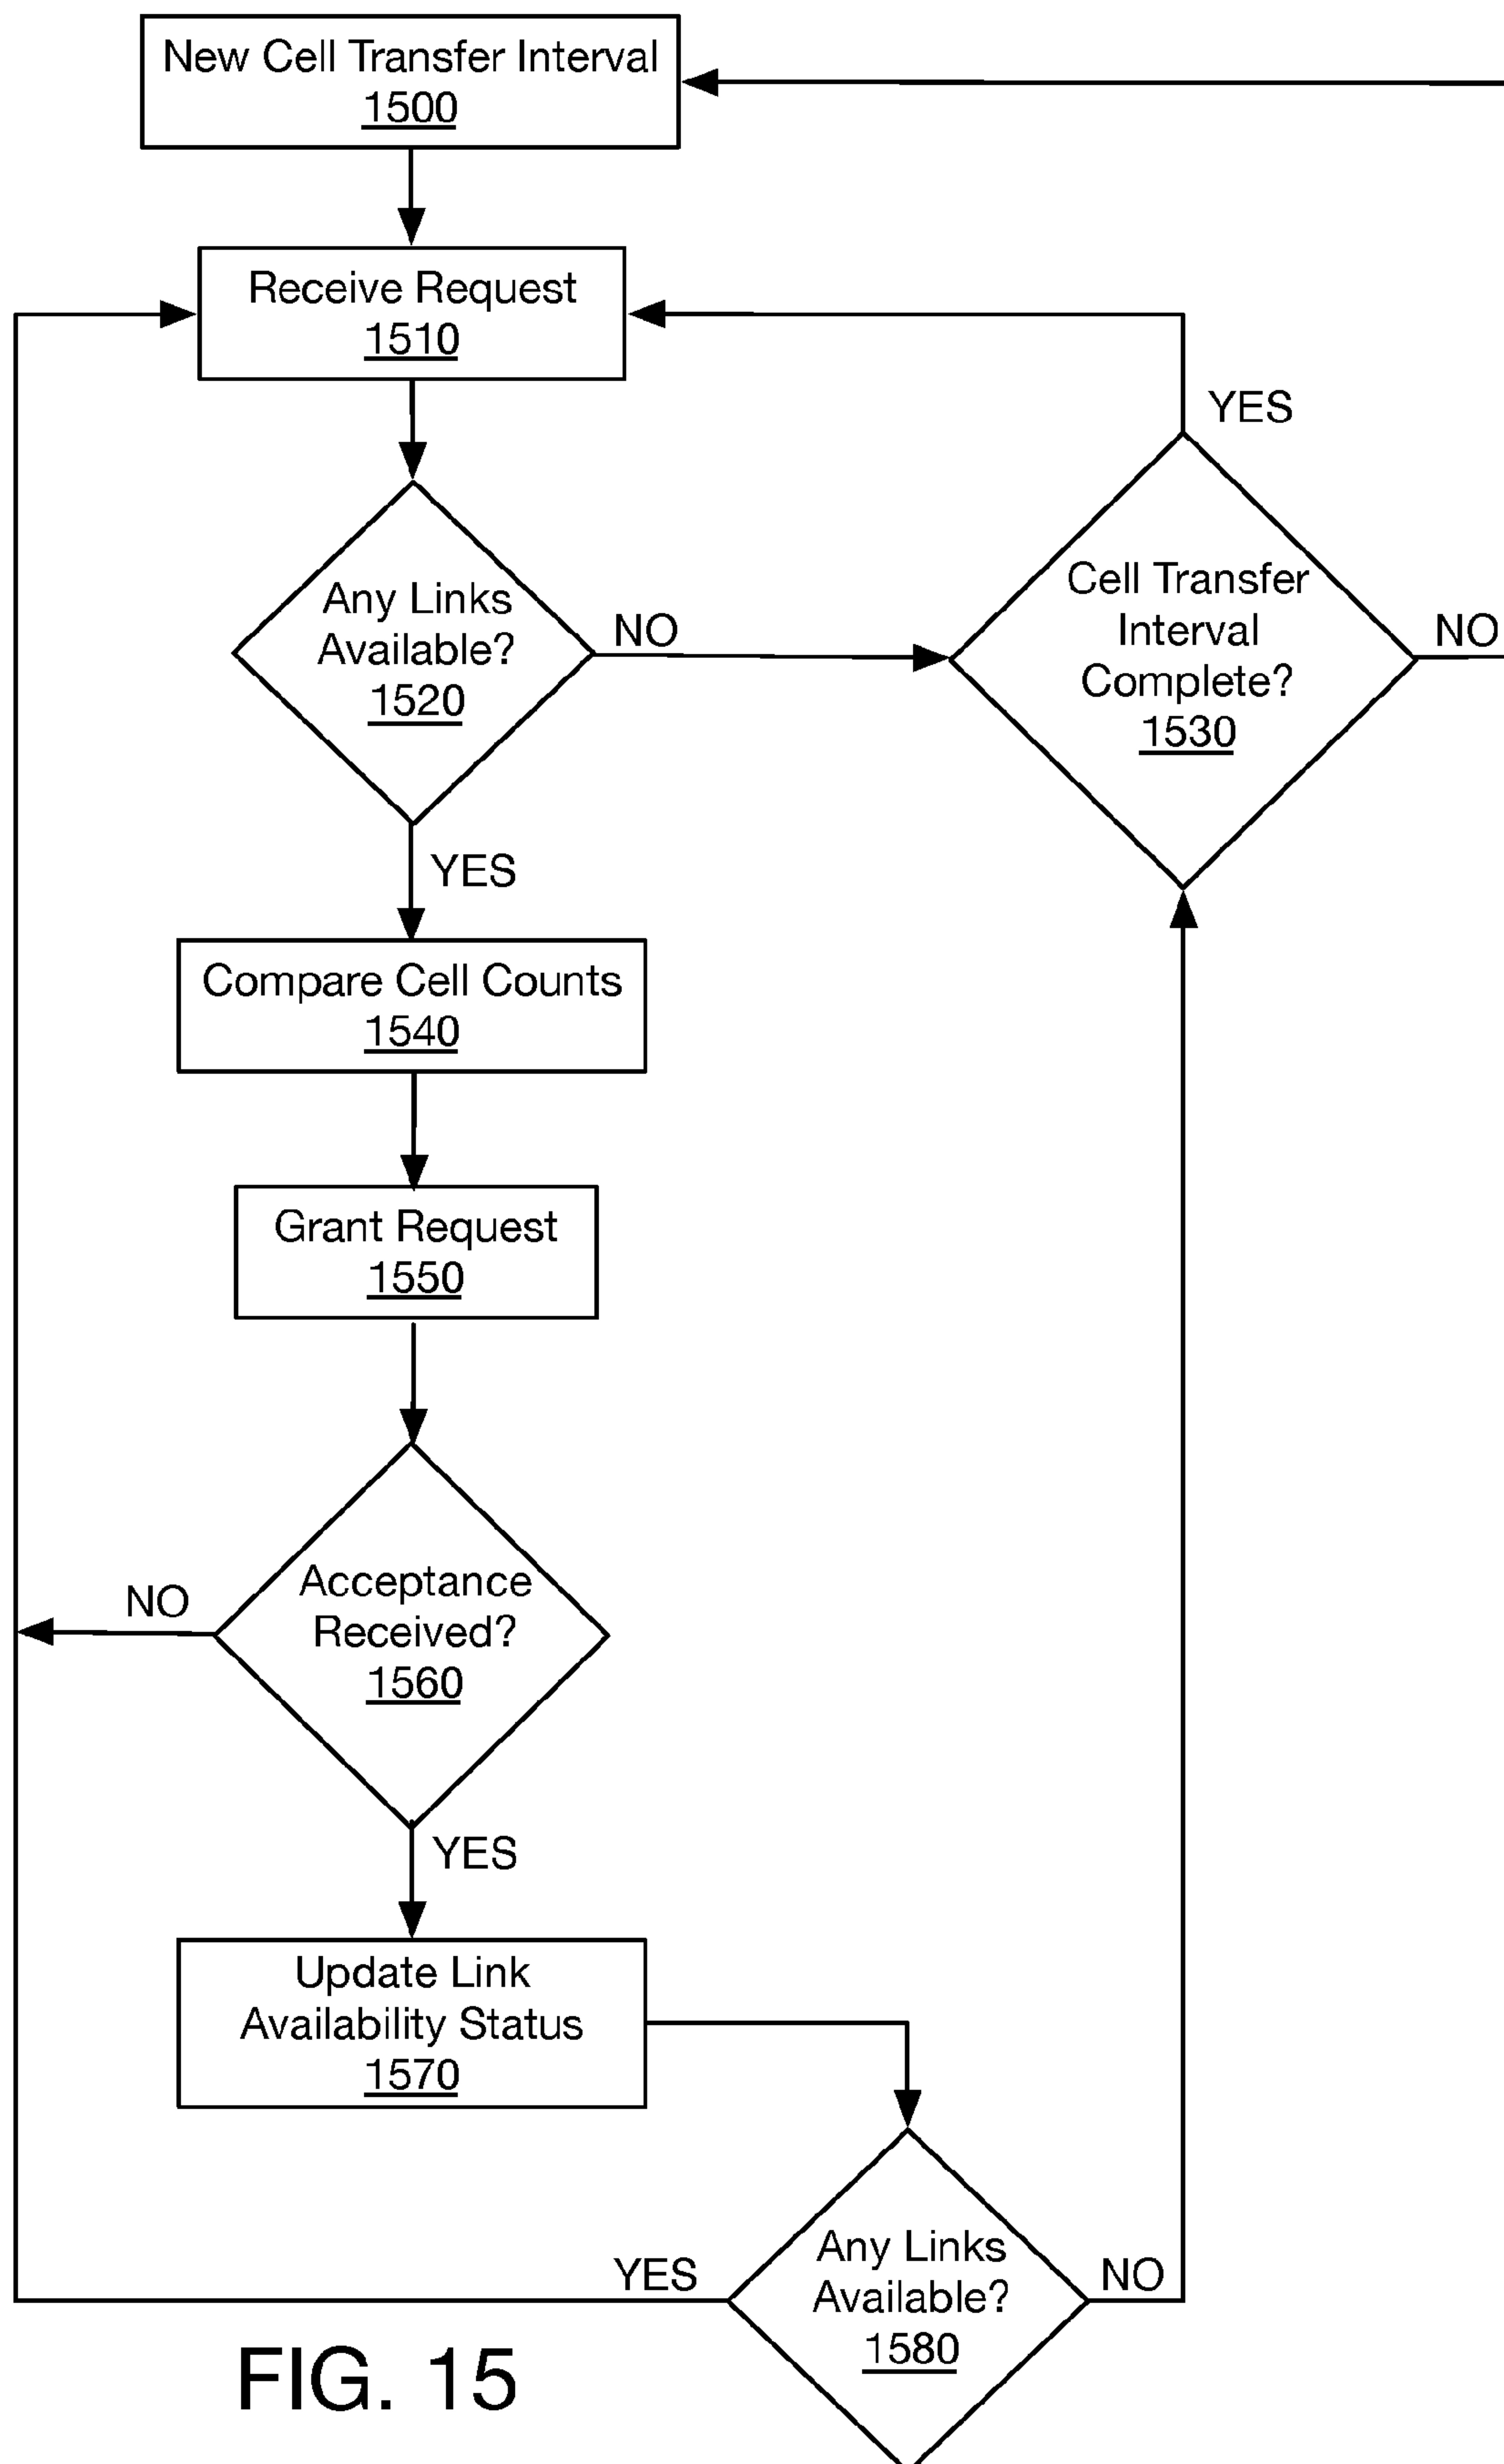 New Cell Transfer Interval
1500
Receive Request
1510
YES
Any Links
Available?
1520
NO
Cell Transfer
Interval
Complete?
1530
NO
YES
Compare Cell Counts
1540
Grant Request
1550
Acceptance
Received?
1560
NO
YES
Update Link
Availability Status
1570
Any Links
Available?
1580
YES
NO
FIG. 15